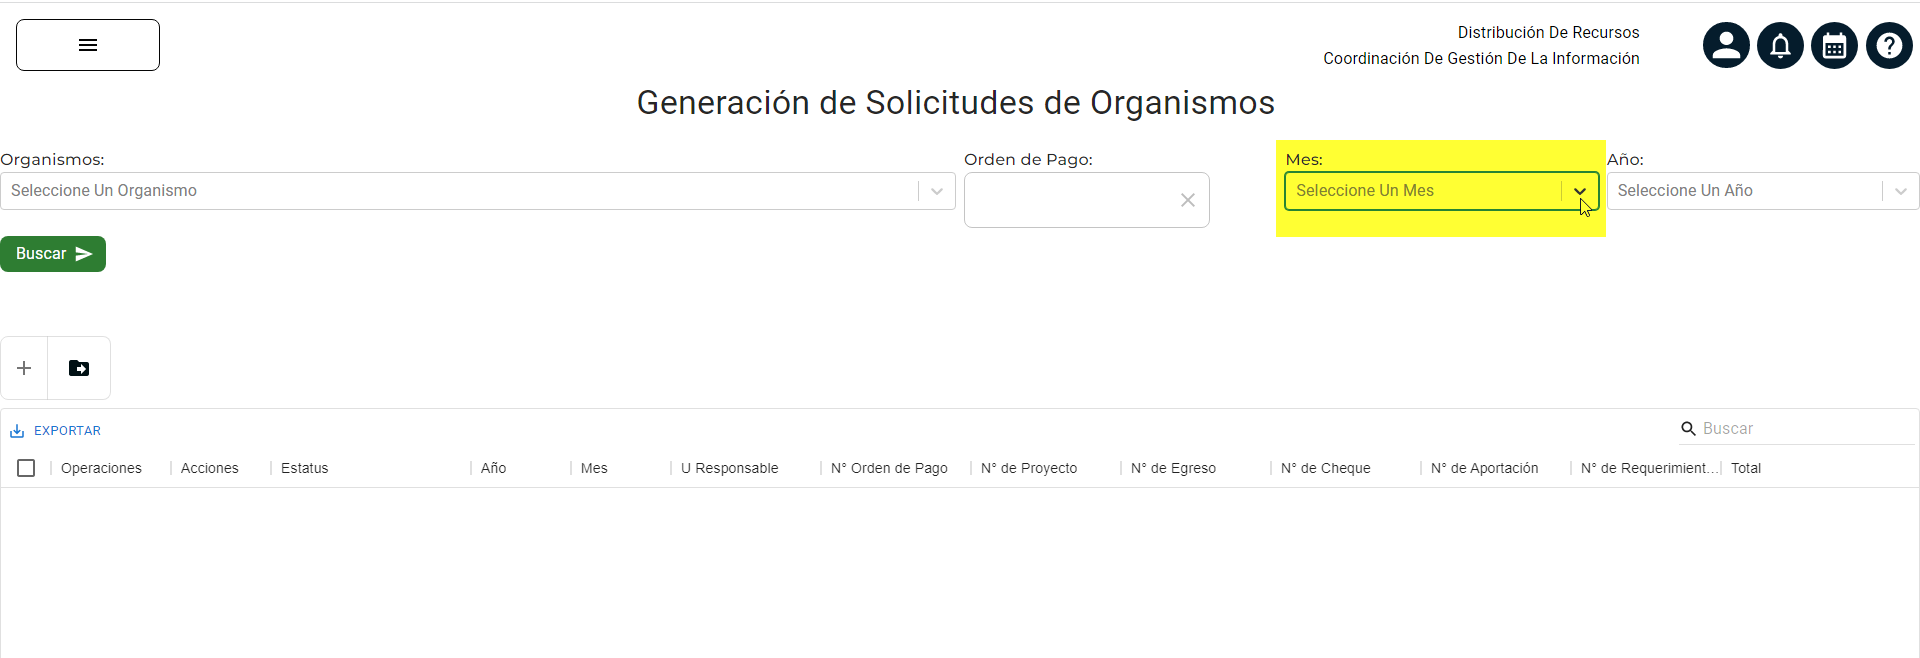 Distribución De Recursos
Coordinación De Gestión De La Información
Generación de Solicitudes de Organismos
Organismos:
Orden de Pago:
Mes:
Año:
Seleccione Un Organismo
Seleccione Un Mes
Seleccione Un Año
Buscar
EXPORTAR
Buscar
Operaciones
Acciones
Estatus
Año
Mes
U Responsable
N° Orden de Pago
N° de Proyecto
N° de Egreso
N° de Cheque
N° de Aportación
N° de Requerimient...
Total